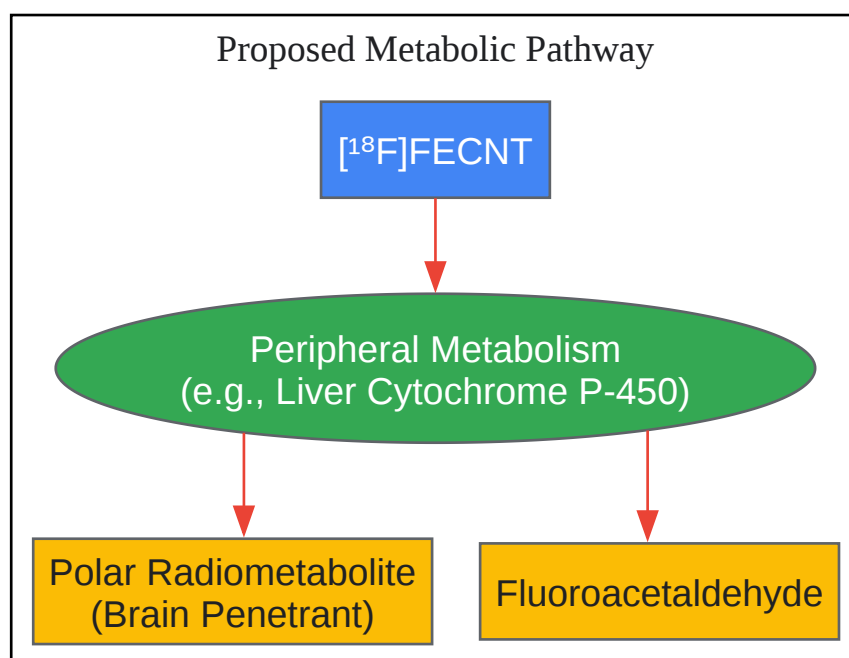 Proposed Metabolic Pathway
[¹⁸F]FECNT
Peripheral Metabolism
(e.g., Liver Cytochrome P-450)
Polar Radiometabolite
(Brain Penetrant)
Fluoroacetaldehyde